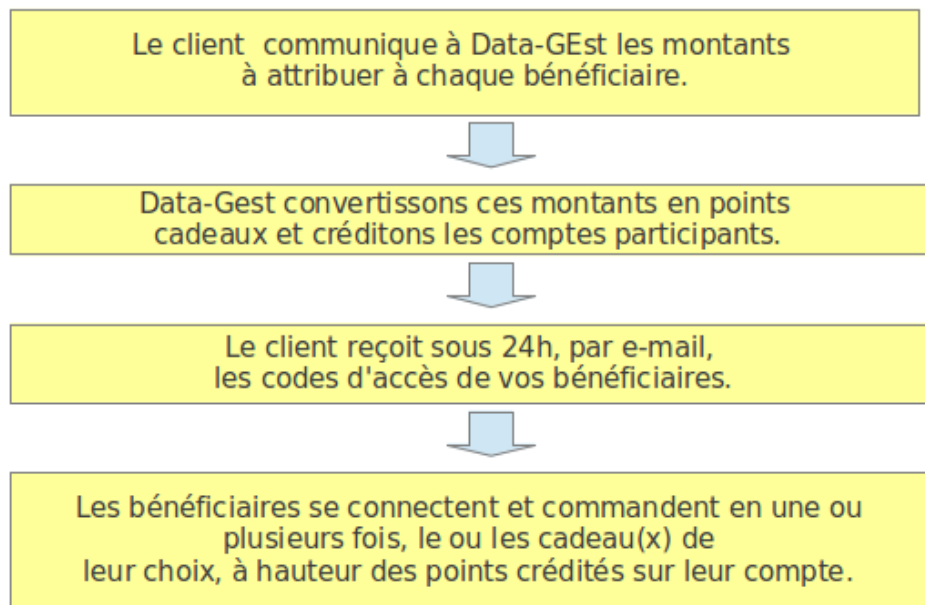 Le client communique à Data-GEst les montants
à attribuer à chaque bénéficiaire.
Data-Gest convertissons ces montants en points
cadeaux et créditons les comptes participants.
Le client reçoit sous 24h, par e-mail,
les codes d'accès de vos bénéficiaires.
Les bénéficiaires se connectent et commandent en une ou
plusieurs fois, le ou les cadeau(x) de
leur choix, à hauteur des points crédités sur leur compte.